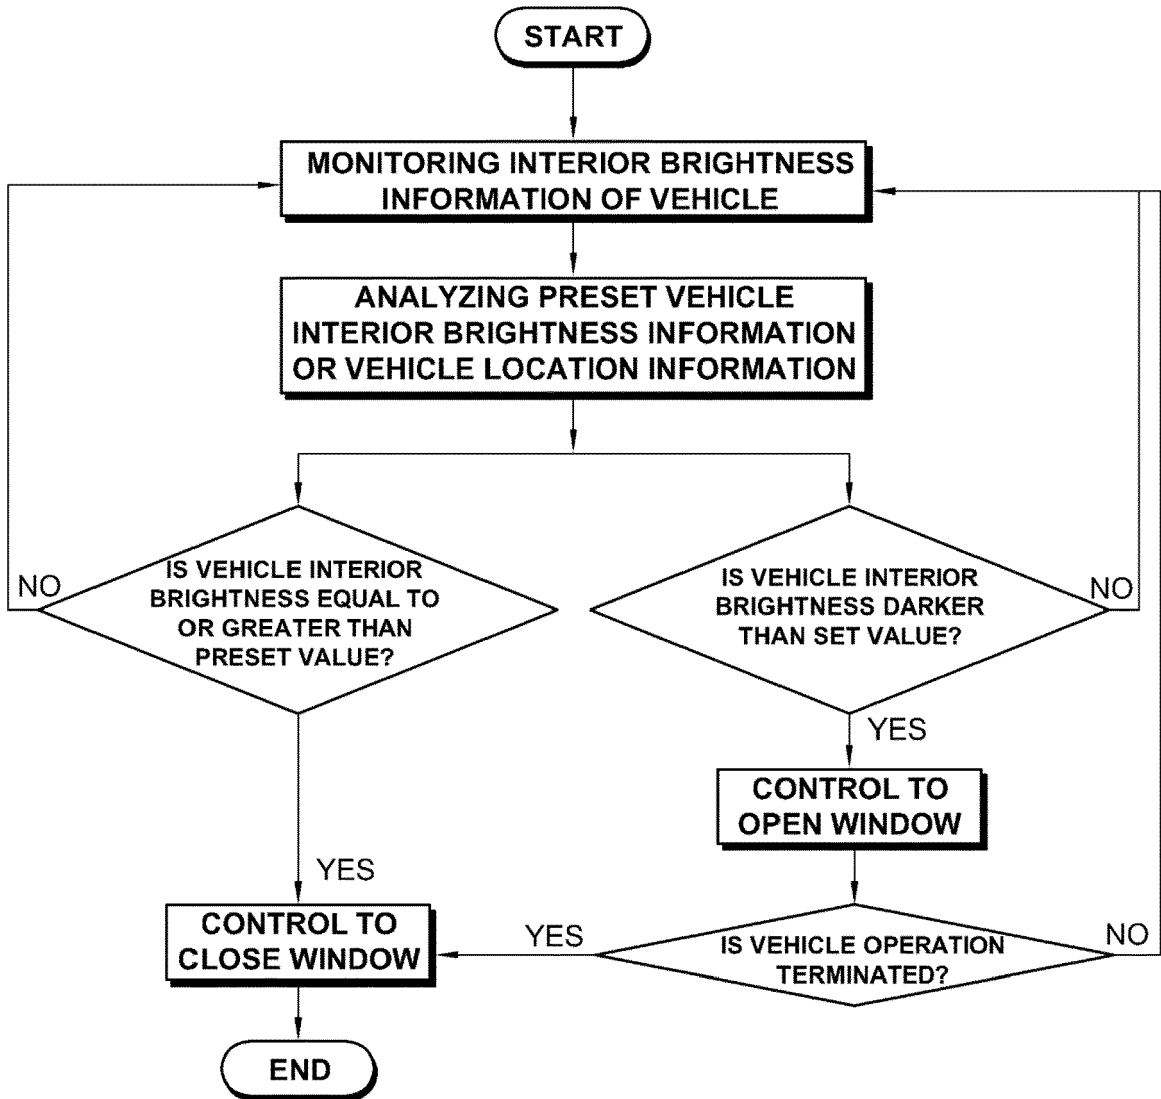 START
MONITORING INTERIOR BRIGHTNESS
INFORMATION OF VEHICLE
ANALYZING PRESET VEHICLE
INTERIOR BRIGHTNESS INFORMATION
OR VEHICLE LOCATION INFORMATION
NO
IS VEHICLE INTERIOR
BRIGHTNESS EQUAL TO
OR GREATER THAN
PRESET VALUE?
IS VEHICLE INTERIOR
BRIGHTNESS DARKER
THAN SET VALUE?
NO
YES
CONTROL TO
OPEN WINDOW
YES
CONTROL TO
CLOSE WINDOW
YES
IS VEHICLE OPERATION
TERMINATED?
NO
END